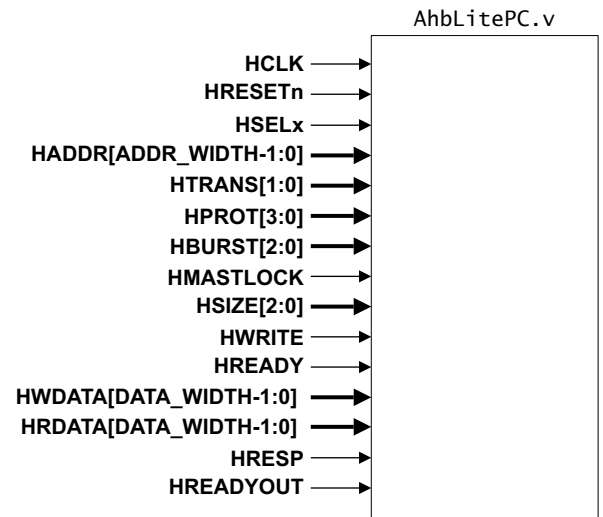 AhbLitePC.v
HCLK
HRESETn
HSELx
HADDR[ADDR_WIDTH-1:0]
HTRANS[1:0]
HPROT[3:0]
HBURST[2:0]
HMASTLOCK
HSIZE[2:0]
HWRITE
HREADY
HWDATA[DATA_WIDTH-1:0]
HRDATA[DATA_WIDTH-1:0]
HRESP
HREADYOUT